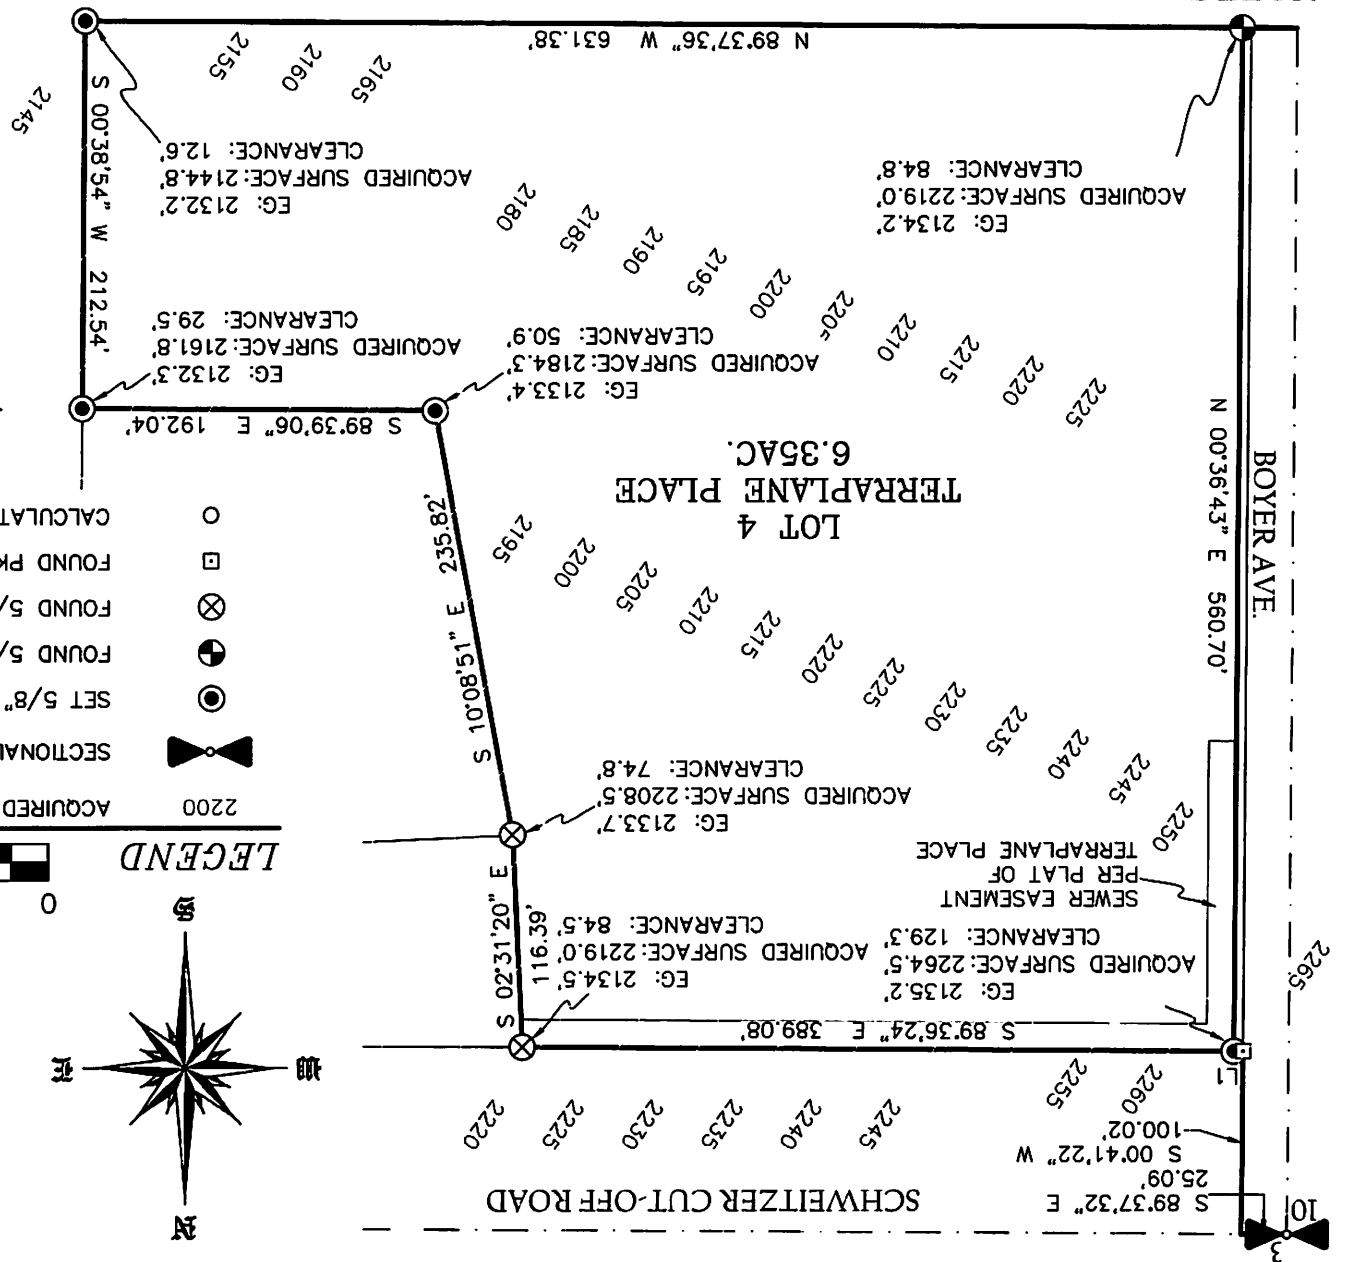 3
10
S 89°37'32" E
25.09'
SCHWEITZER CUT-OFF ROAD
S 00°41'22" W
100.02'
2260
2255
2245
2240
2235
2230
2225
2220
L1
S 89°36'24" E 389.08'
2265
EG: 2135.2'
ACQUIRED SURFACE: 2264.5'
CLEARANCE: 129.3'
EG: 2134.5'
ACQUIRED SURFACE: 2219.0'
CLEARANCE: 84.5'
S 02°31'20" E
116.39'
SEWER EASEMENT
PER PLAT OF
TERRAPLANE PLACE
EG: 2133.7'
ACQUIRED SURFACE: 2208.5'
CLEARANCE: 74.8'
2250
2245
2240
2235
2230
2225
2220
2215
2210
2205
2200
2195
S 10°08'51" E 235.82'
BOYER AVE.
N 00°36'43" E 560.70'
LOT 4
TERRAPLANE PLACE
6.35AC.
S 89°39'06" E 192.04'
2225
2220
2215
2210
2200
2195
2190
2185
2180
EG: 2133.4'
ACQUIRED SURFACE: 2184.3'
CLEARANCE: 50.9'
EG: 2132.3'
ACQUIRED SURFACE: 2161.8'
CLEARANCE: 29.5'
S 00°38'54" W 212.54'
EG: 2134.2'
ACQUIRED SURFACE: 2219.0'
CLEARANCE: 84.8'
EG: 2132.2'
ACQUIRED SURFACE: 2144.8'
CLEARANCE: 12.6'
2165
2160
2155
2145
N 89°37'36" W 631.38'
N
W
E
S
0
LEGEND
2200 ACQUIRED
SECTIONAL
SET 5/8"
FOUND 5/
FOUND 5/
FOUND PK
CALCULAT